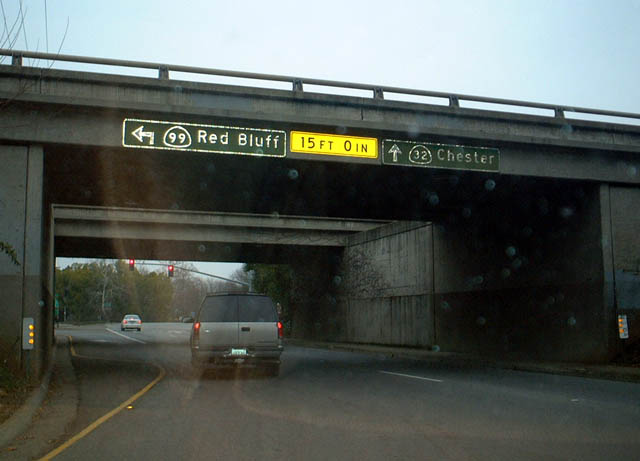 99 Red Bluff
15 FT 0 IN
32 Chester